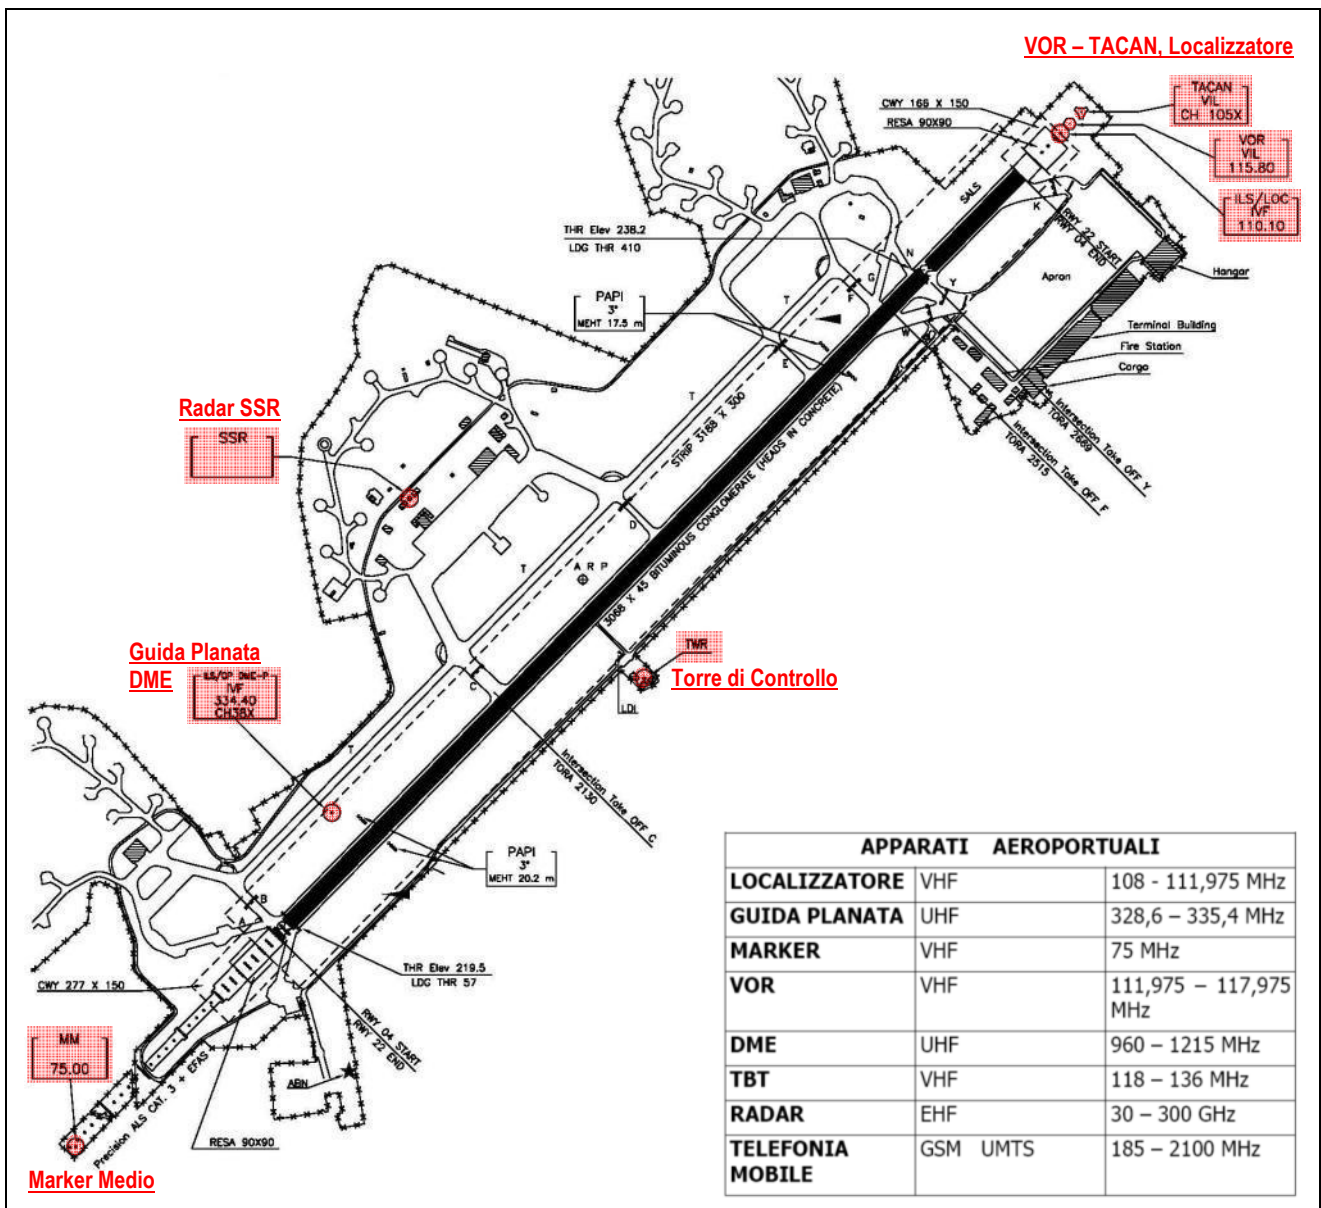 VOR – TACAN, Localizzatore
TACAN
VIL
CH 105X
CWY 166 X 150
RESA 90X90
VOR
VIL
115.80
ILS/LOC
IVF
110.10
SALS
K
RWY 22 START
RWY 04 END
THR Elev 238.2
LDG THR 410
N
G
F
Y
W
Apron
Hangar
PAPI
3°
MEHT 17.5 m
T
E
Terminal Building
Fire Station
Cargo
Intersection Take OFF Y
TORA 2669
Intersection Take OFF F
TORA 2515
T
STRIP 3188 X 300
Radar SSR
SSR
D
3068 X 45 BITUMINOUS CONGLOMERATE (HEADS IN CONCRETE)
T
A R P
Guida Planata
DME
ILS/GP DME-P
IVF
334.40
CH38X
TWR
Torre di Controllo
C
LDI
T
Intersection Take OFF C
TORA 2130
PAPI
3°
MEHT 20.2 m
B
A
THR Elev 219.5
LDG THR 57
CWY 277 X 150
RWY 04 START
RWY 22 END
MM
75.00
ABN
Precision ALS CAT. 3 + EFAS
RESA 90X90
Marker Medio
APPARATI AEROPORTUALI
LOCALIZZATORE VHF 108 - 111,975 MHz
GUIDA PLANATA UHF 328,6 – 335,4 MHz
MARKER VHF 75 MHz
VOR VHF 111,975 – 117,975
MHz
DME UHF 960 – 1215 MHz
TBT VHF 118 – 136 MHz
RADAR EHF 30 – 300 GHz
TELEFONIA GSM UMTS 185 – 2100 MHz
MOBILE